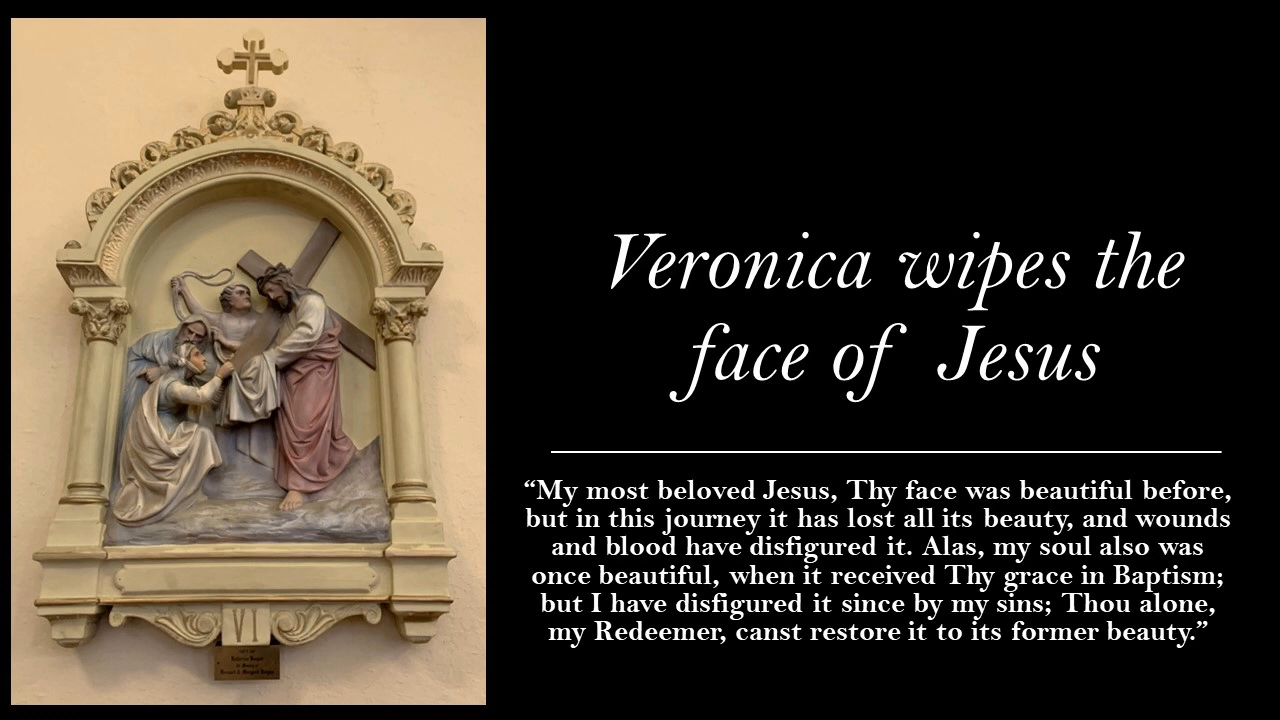 VI
Veronica wipes the
face of Jesus
“My most beloved Jesus, Thy face was beautiful before,
but in this journey it has lost all its beauty, and wounds
and blood have disfigured it. Alas, my soul also was
once beautiful, when it received Thy grace in Baptism;
but I have disfigured it since by my sins; Thou alone,
my Redeemer, canst restore it to its former beauty.”